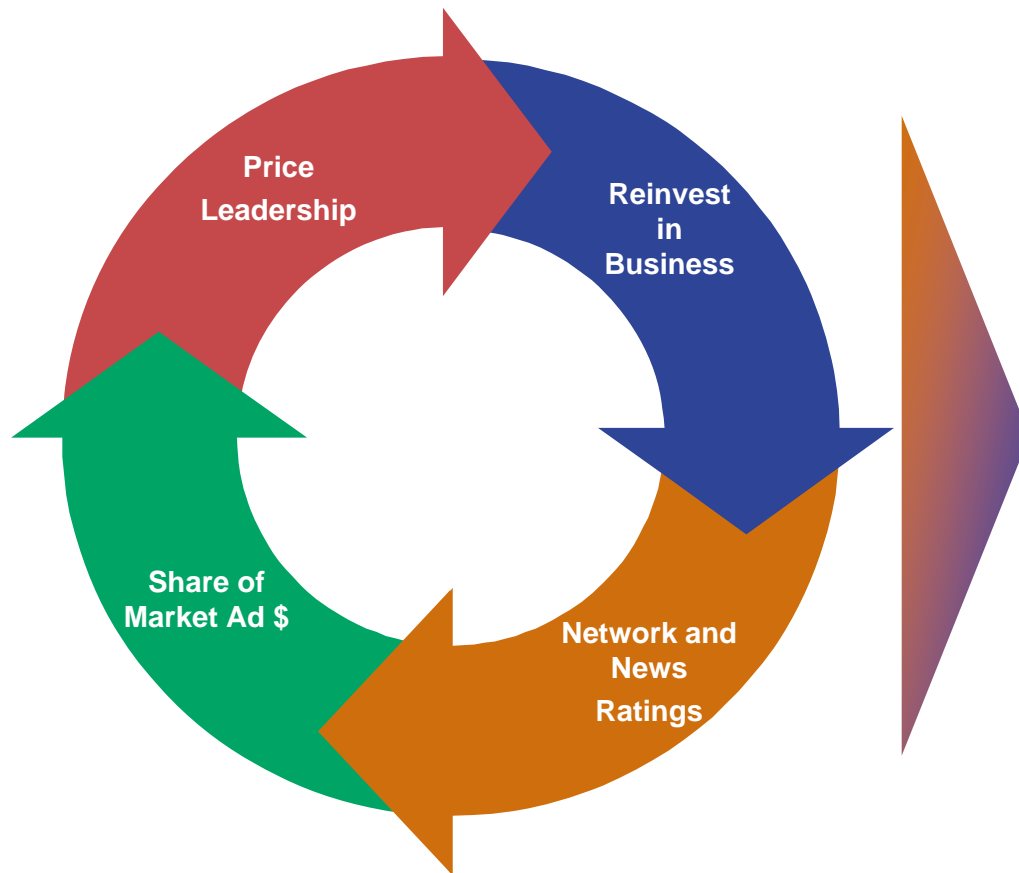 Price
Leadership
Reinvest
in
Business
Network and
News
Ratings
Share of
Market Ad $